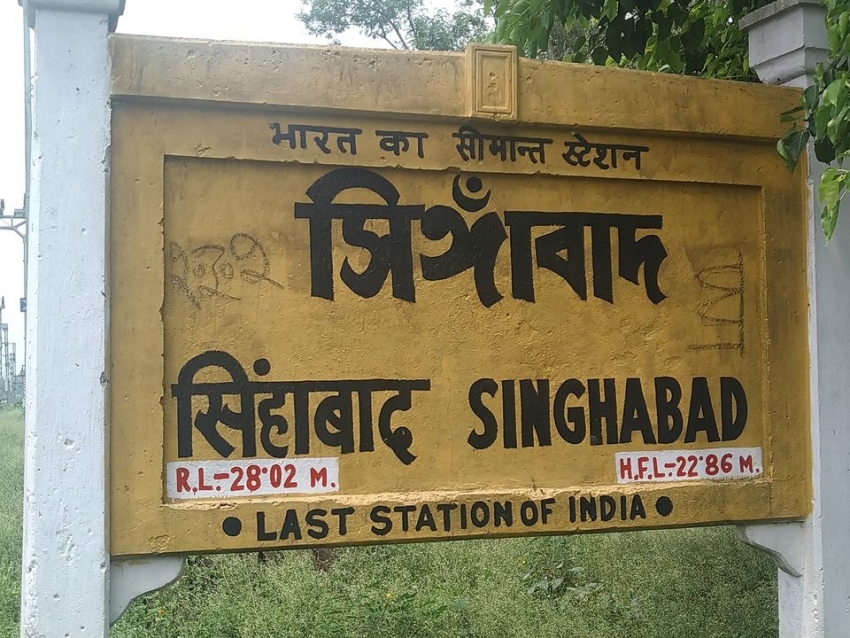 भारत का सीमान्त स्टेशन
সিঙ্গাঁবাদ
सिंहाबाद SINGHABAD
R.L.-28·02 M. H.F.L-22·86 M.
• LAST STATION OF INDIA •